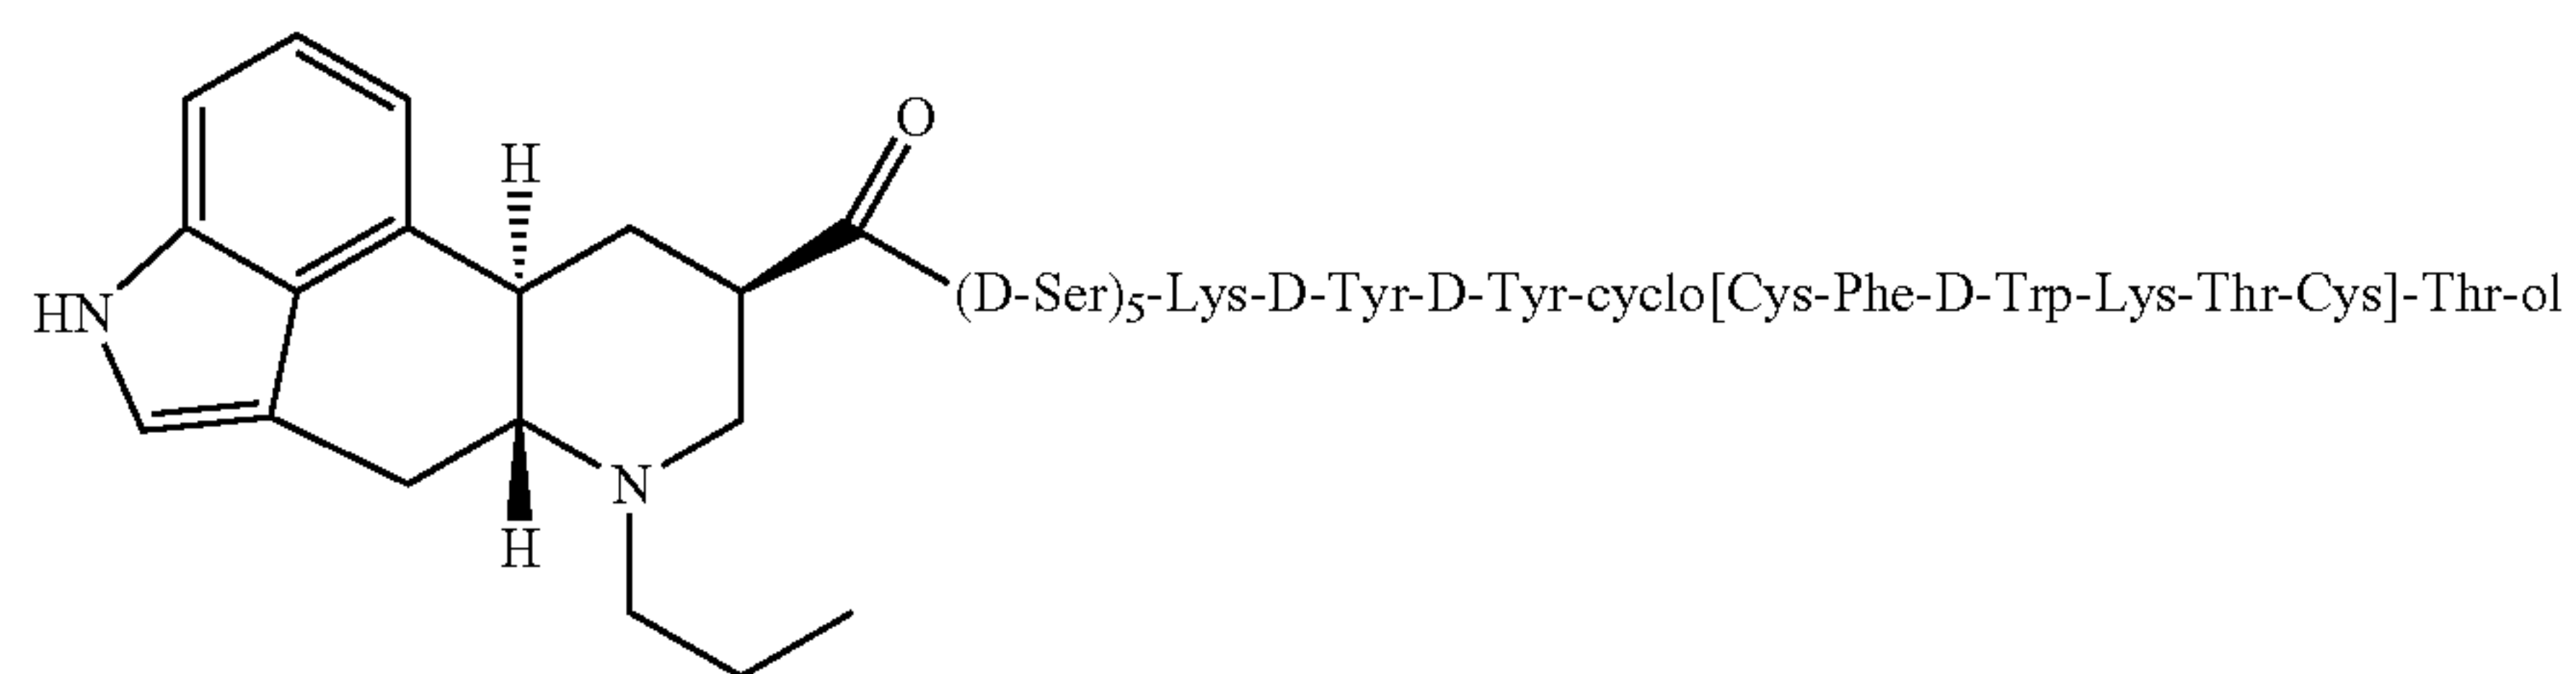 O
H
(D-Ser)5-Lys-D-Tyr-D-Tyr-cyclo[Cys-Phe-D-Trp-Lys-Thr-Cys]-Thr-ol
HN
N
H